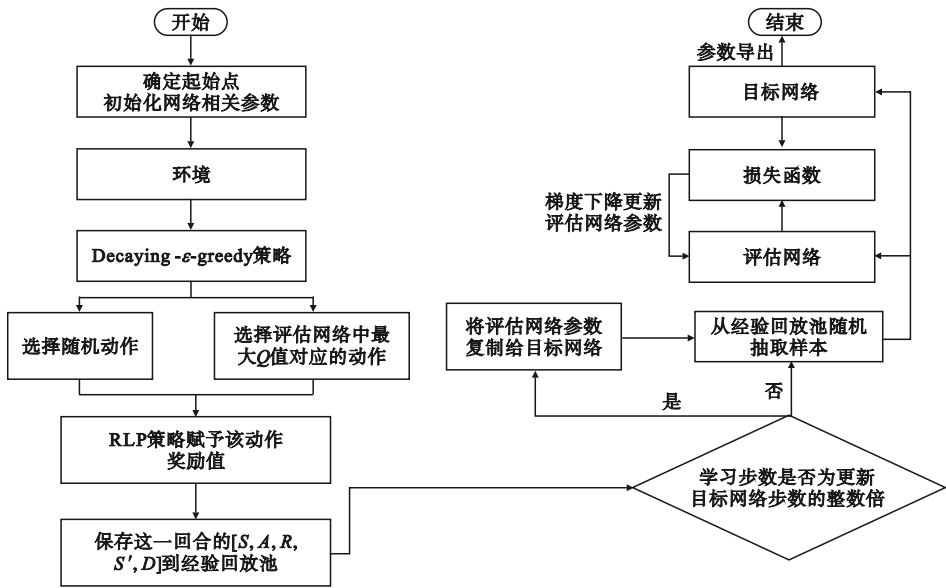 开始
确定起始点
初始化网络相关参数
环境
Decaying -ε-greedy策略
选择随机动作
选择评估网络中最
大Q值对应的动作
RLP策略赋予该动作
奖励值
保存这一回合的[S, A, R,
S′, D]到经验回放池
学习步数是否为更新
目标网络步数的整数倍
是
否
将评估网络参数
复制给目标网络
从经验回放池随机
抽取样本
评估网络
梯度下降更新
评估网络参数
损失函数
目标网络
参数导出
结束